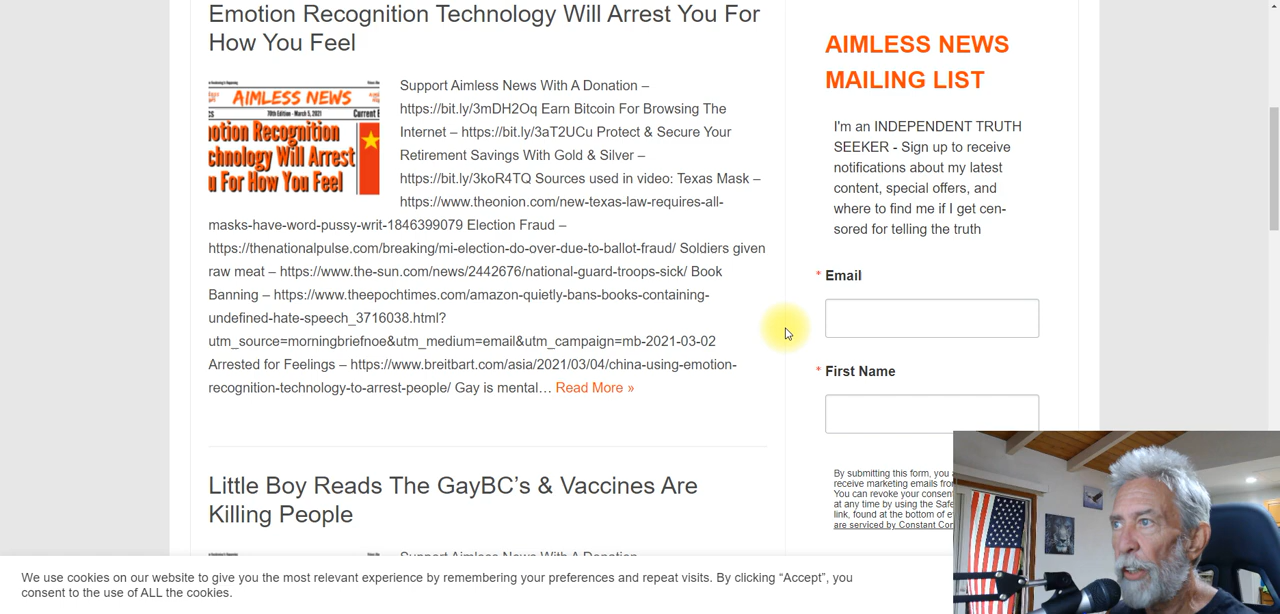 Emotion Recognition Technology Will Arrest You For
How You Feel
AIMLESS NEWS
70th Edition - March 5, 2021
otion Recognition
chnology Will Arrest
u For How You Feel
Support Aimless News With A Donation –
https://bit.ly/3mDH2Oq Earn Bitcoin For Browsing The
Internet – https://bit.ly/3aT2UCu Protect & Secure Your
Retirement Savings With Gold & Silver –
https://bit.ly/3koR4TQ Sources used in video: Texas Mask –
https://www.theonion.com/new-texas-law-requires-all-
masks-have-word-pussy-writ-1846399079 Election Fraud –
https://thenationalpulse.com/breaking/mi-election-do-over-due-to-ballot-fraud/ Soldiers given
raw meat – https://www.the-sun.com/news/2442676/national-guard-troops-sick/ Book
Banning – https://www.theepochtimes.com/amazon-quietly-bans-books-containing-
undefined-hate-speech_3716038.html?
utm_source=morningbriefnoe&utm_medium=email&utm_campaign=mb-2021-03-02
Arrested for Feelings – https://www.breitbart.com/asia/2021/03/04/china-using-emotion-
recognition-technology-to-arrest-people/ Gay is mental… Read More »
Little Boy Reads The GayBC's & Vaccines Are
Killing People
Support Aimless News With A Donation
AIMLESS NEWS
MAILING LIST
I'm an INDEPENDENT TRUTH
SEEKER - Sign up to receive
notifications about my latest
content, special offers, and
where to find me if I get cen-
sored for telling the truth
* Email
* First Name
By submitting this form, you
receive marketing emails
You can revoke your
at any time by using the
link, found at the bottom of
are serviced by Constant
We use cookies on our website to give you the most relevant experience by remembering your preferences and repeat visits. By clicking “Accept”, you
consent to the use of ALL the cookies.